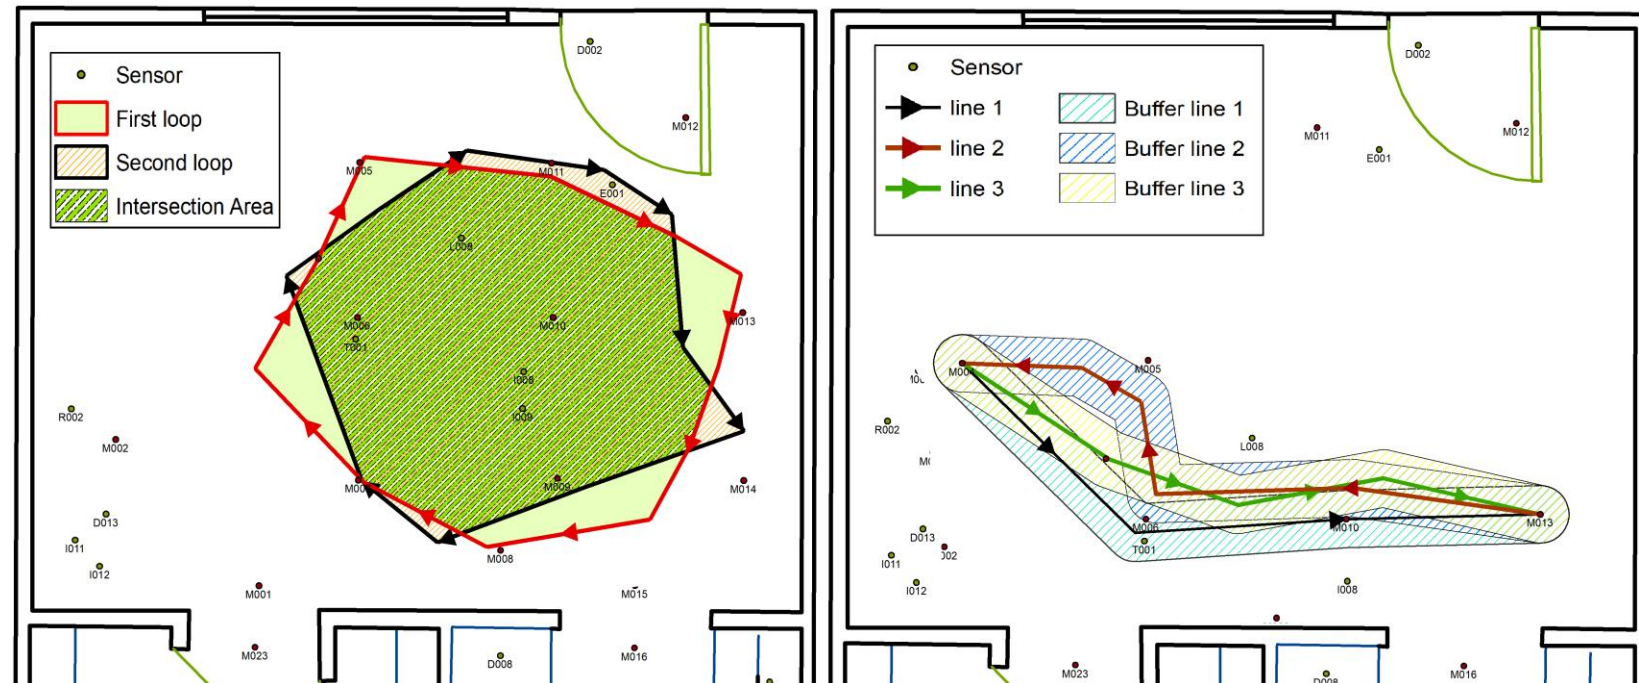 D002
Sensor
First loop
M012
Second loop
M005
M011
E001
Intersection Area
L008
M006
M010
M013
T001
I008
I009
R002
M002
M009
M014
D013
I011
M008
I012
M001
M015
M023
D008
M016
D002
Sensor
line 1
Buffer line 1
M011
M012
line 2
Buffer line 2
E001
line 3
Buffer line 3
M004
M005
R002
L008
M006
M010
M013
D013
T001
I011
I012
I008
M023
M016
D008